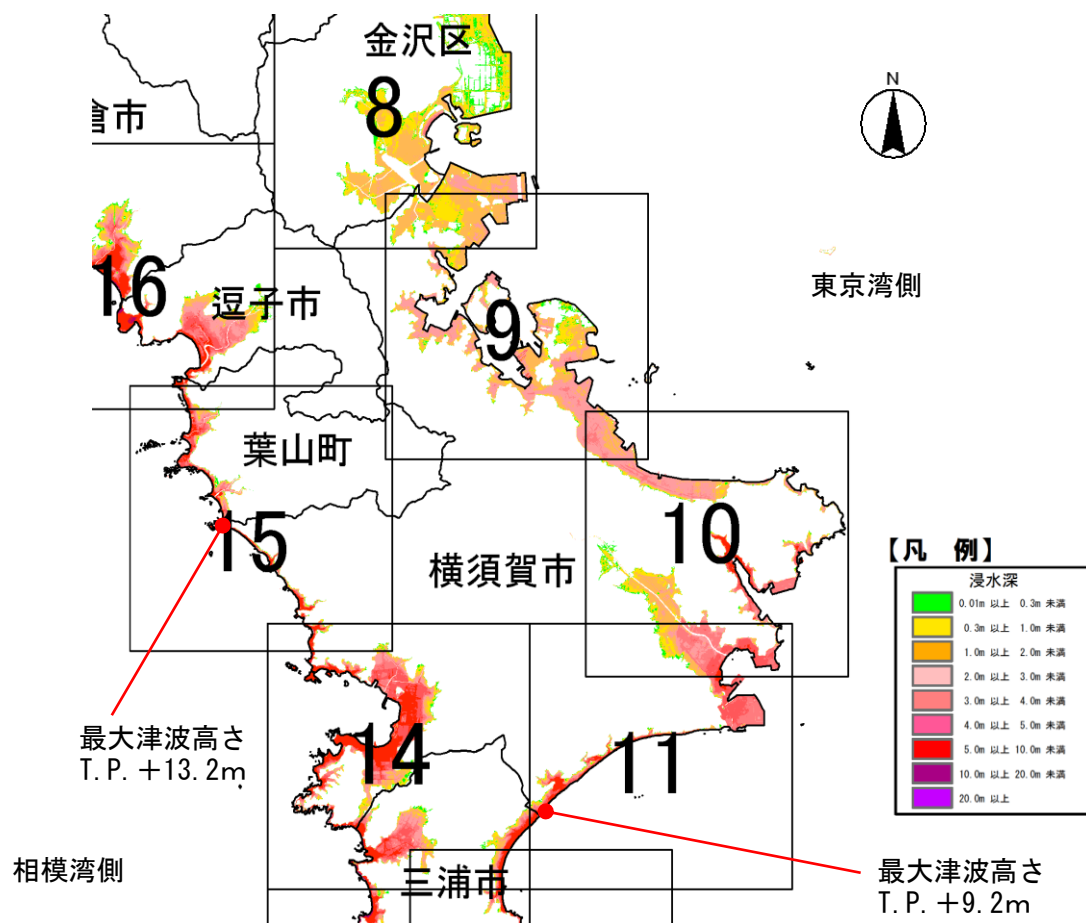 金沢区
8
N
倉市
16
逗子市
東京湾側
9
葉山町
15
10
横須賀市
【凡 例】
浸水深
0.01m 以上 0.3m 未満
0.3m 以上 1.0m 未満
1.0m 以上 2.0m 未満
2.0m 以上 3.0m 未満
3.0m 以上 4.0m 未満
4.0m 以上 5.0m 未満
5.0m 以上 10.0m 未満
10.0m 以上 20.0m 未満
20.0m 以上
最大津波高さ
T.P.+13.2m
14
11
相模湾側
三浦市
最大津波高さ
T.P.+9.2m